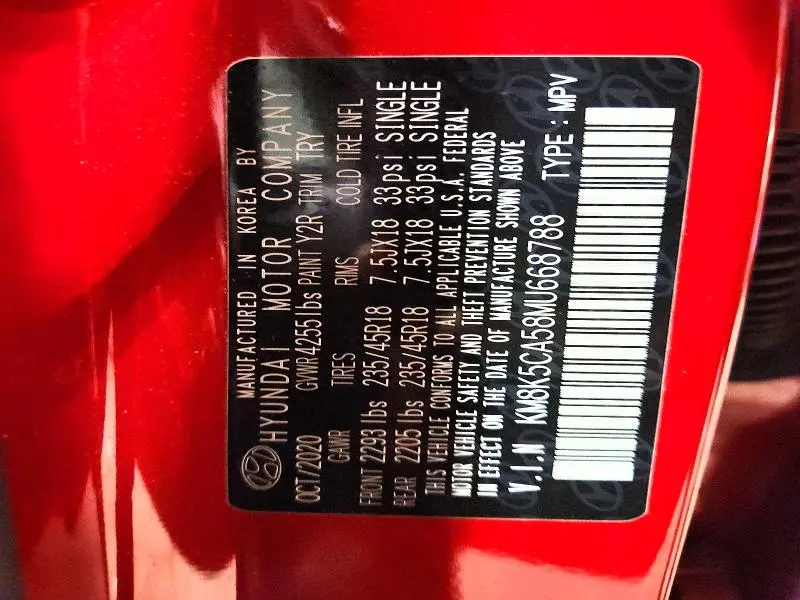 MANUFACTURED IN KOREA BY
HYUNDAI MOTOR COMPANY
OCT/2020 GVWR 4255lbs PAINT Y2R TRIM TRY
GAWR TIRES RIMS COLD TIRE INFL
FRONT 2293lbs 235/45R18 7.5JX18 33psi SINGLE
REAR 2205lbs 235/45R18 7.5JX18 33psi SINGLE
THIS VEHICLE CONFORMS TO ALL APPLICABLE U.S.A. FEDERAL
MOTOR VEHICLE SAFETY AND THEFT PREVENTION STANDARDS
IN EFFECT ON THE DATE OF MANUFACTURE SHOWN ABOVE
V.I.N KM8K5CA58MU668788 TYPE : MPV